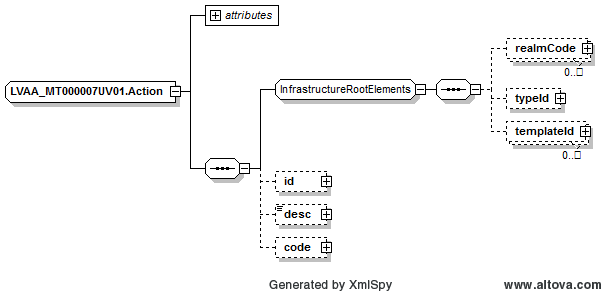 attributes
LVAA_MT000007UV01.Action
InfrastructureRootElements
realmCode
0..
typeId
templateId
0..
id
desc
code
Generated by XmlSpy
www.altova.com